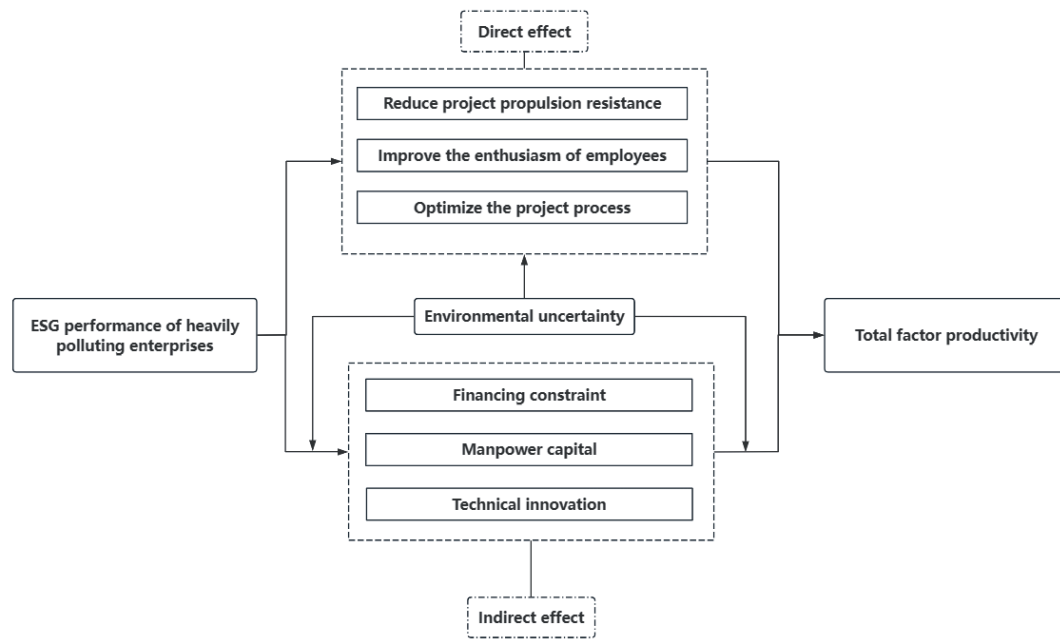 Direct effect
Reduce project propulsion resistance
Improve the enthusiasm of employees
Optimize the project process
ESG performance of heavily
polluting enterprises
Environmental uncertainty
Total factor productivity
Financing constraint
Manpower capital
Technical innovation
Indirect effect